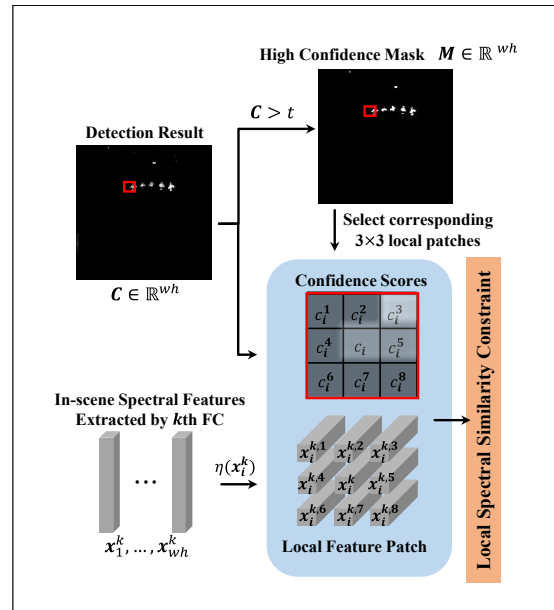 High Confidence Mask M ∈ ℝ^{wh}
C > t
Detection Result
C ∈ ℝ^{wh}
Select corresponding
3×3 local patches
Confidence Scores
c_i^1 c_i^2 c_i^3
c_i^4 c_i c_i^5
c_i^6 c_i^7 c_i^8
In-scene Spectral Features
Extracted by kth FC
η(x_i^k)
...
x_1^k, ..., x_{wh}^k
x_i^{k,1} x_i^{k,2} x_i^{k,3}
x_i^{k,4} x_i^k x_i^{k,5}
x_i^{k,6} x_i^{k,7} x_i^{k,8}
Local Feature Patch
Local Spectral Similarity Constraint